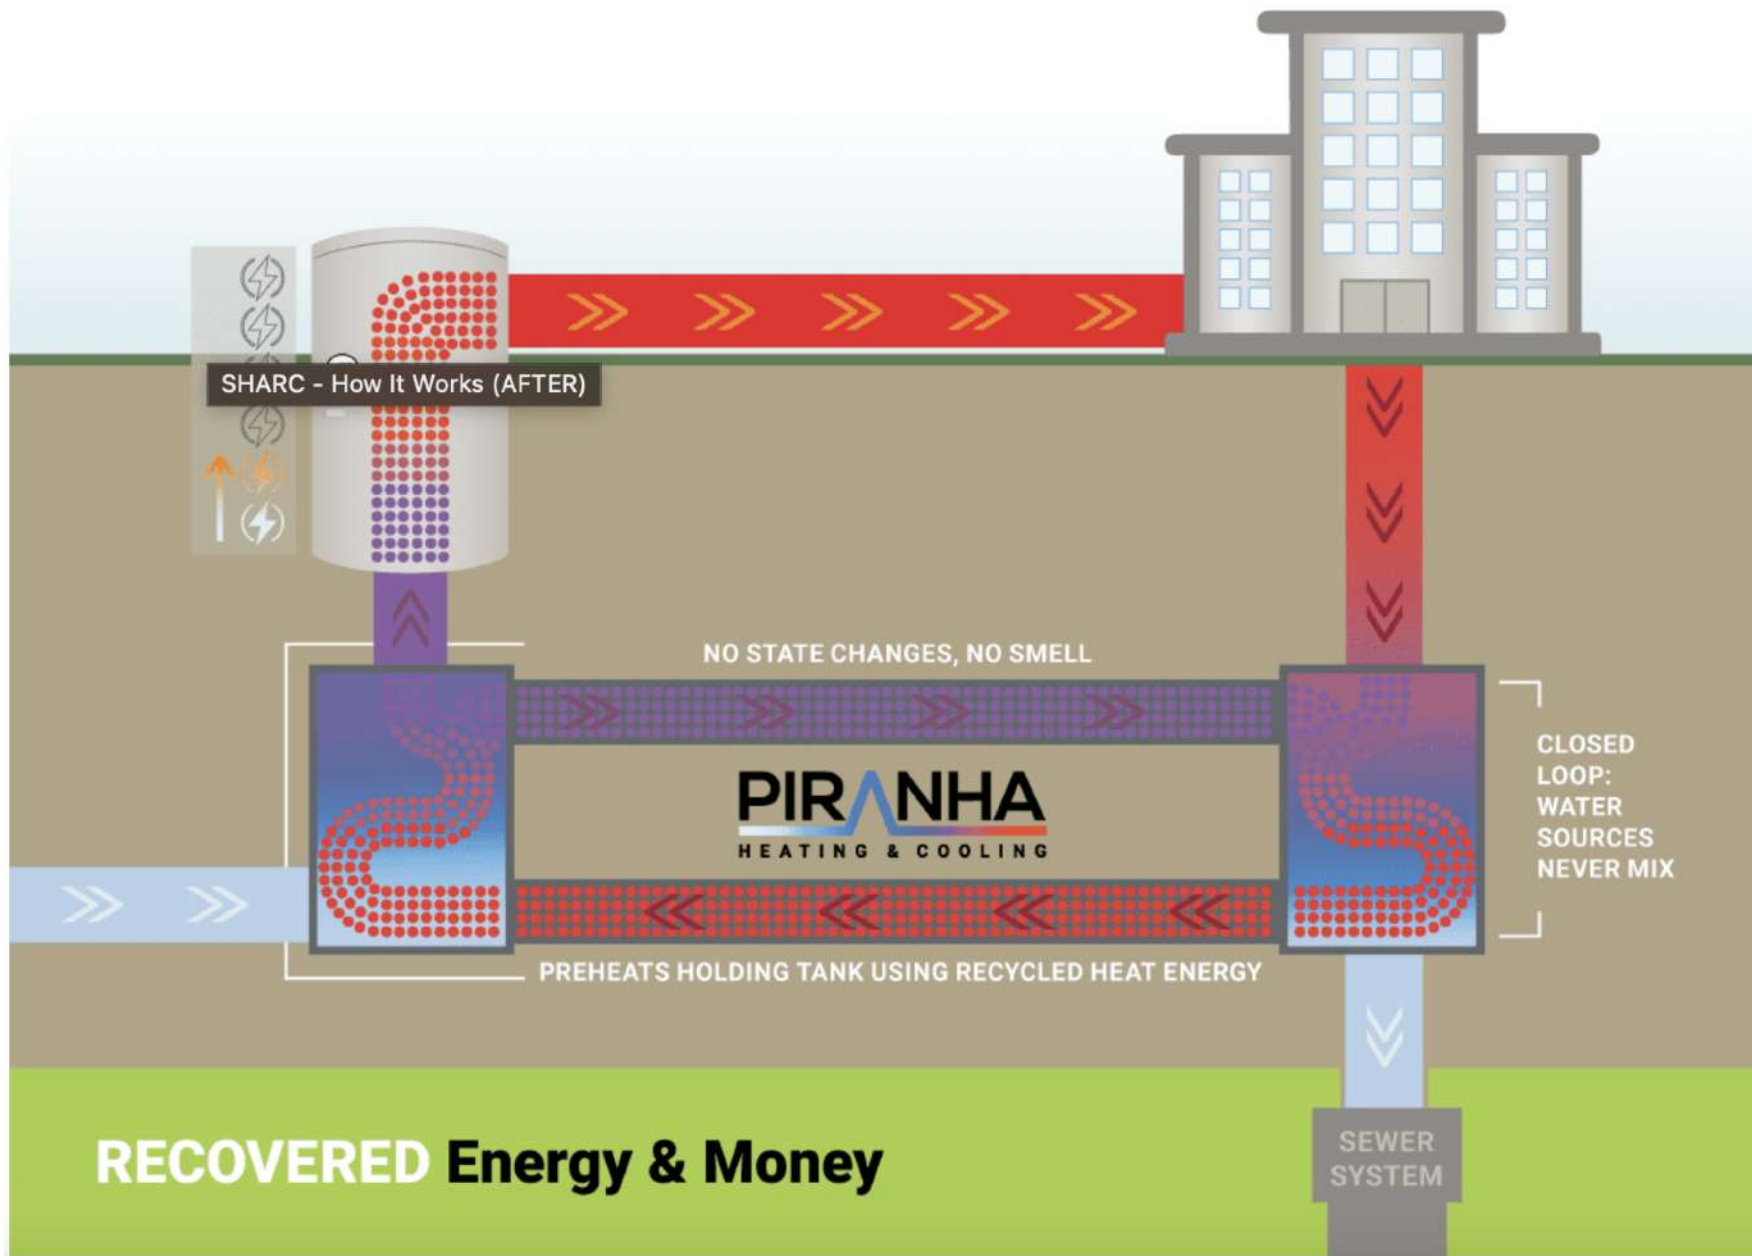 SHARC - How It Works (AFTER)
NO STATE CHANGES, NO SMELL
PIRANHA
HEATING & COOLING
CLOSED
LOOP:
WATER
SOURCES
NEVER MIX
PREHEATS HOLDING TANK USING RECYCLED HEAT ENERGY
RECOVERED Energy & Money
SEWER
SYSTEM